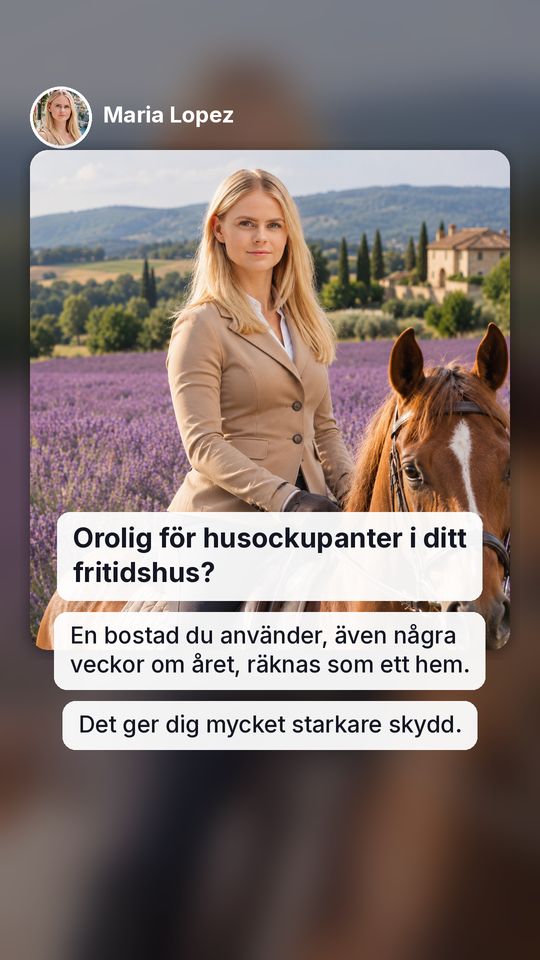 Maria Lopez
Orolig för husockupanter i ditt
fritidshus?
En bostad du använder, även några
veckor om året, räknas som ett hem.
Det ger dig mycket starkare skydd.